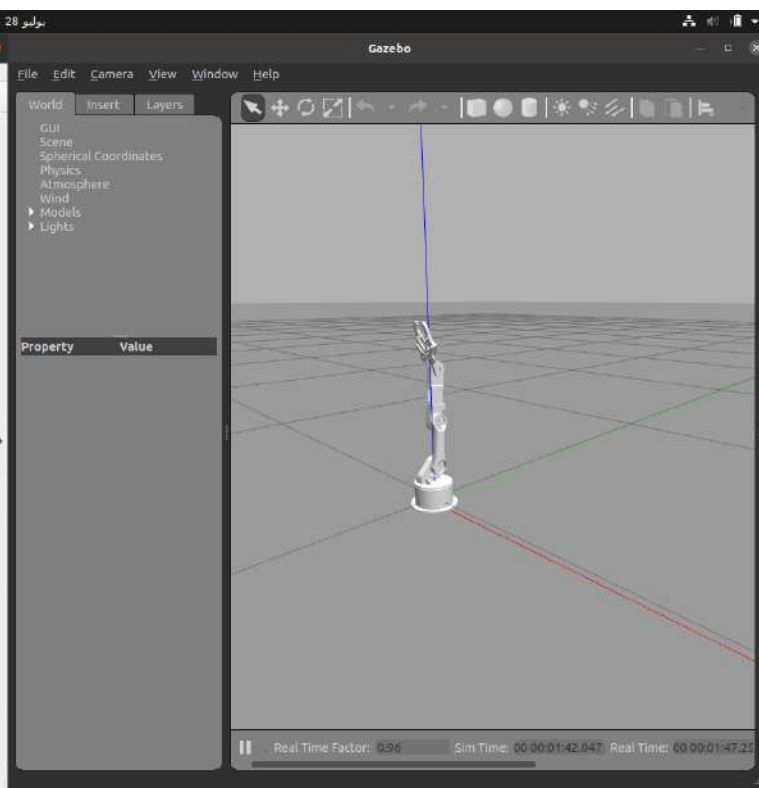 28 يوليو
Gazebo
File Edit Camera View Window Help
World Insert Layers
GUI
Scene
Spherical Coordinates
Physics
Atmosphere
Wind
Models
Lights
Property Value
Real Time Factor: 0.96 Sim Time: 00 00:01:42.047 Real Time: 00 00:01:47.25